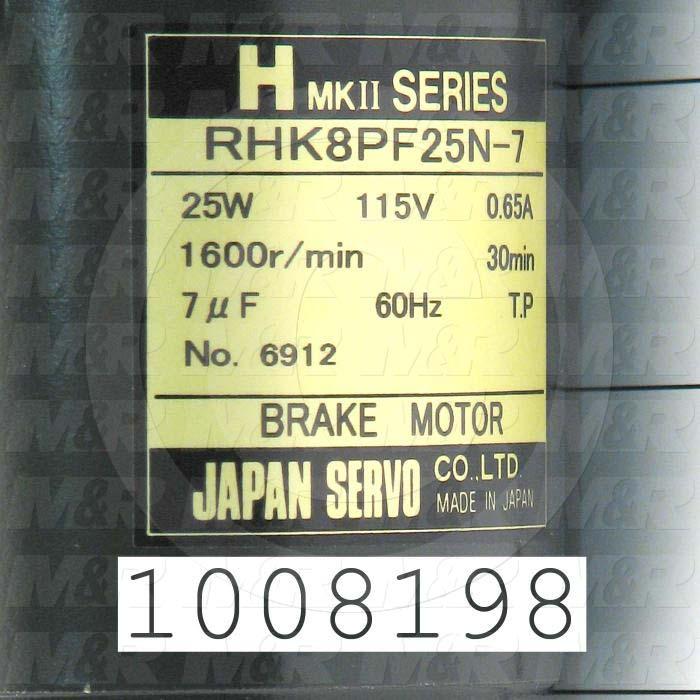 H MKII SERIES
RHK8PF25N-7
25W 115V 0.65A
1600r/min 30min
7μF 60Hz T.P
No. 6912
BRAKE MOTOR
JAPAN SERVO CO.,LTD.
MADE IN JAPAN
1008198
M&R